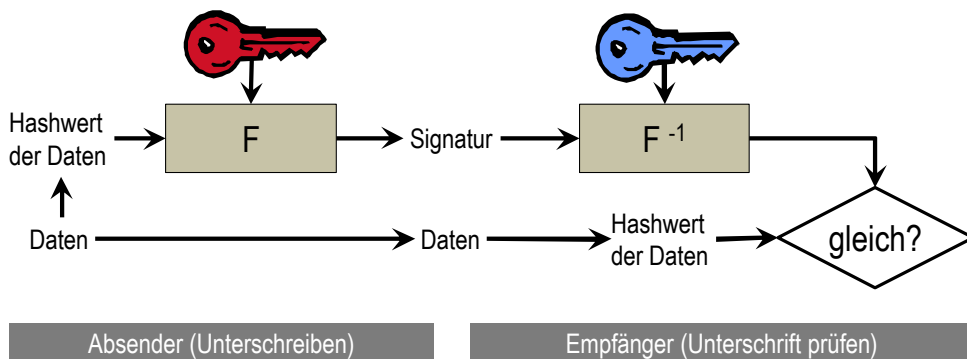 Hashwert
der Daten
F
Signatur
F -1
Daten
Daten
Hashwert
der Daten
gleich?
Absender (Unterschreiben)
Empfänger (Unterschrift prüfen)